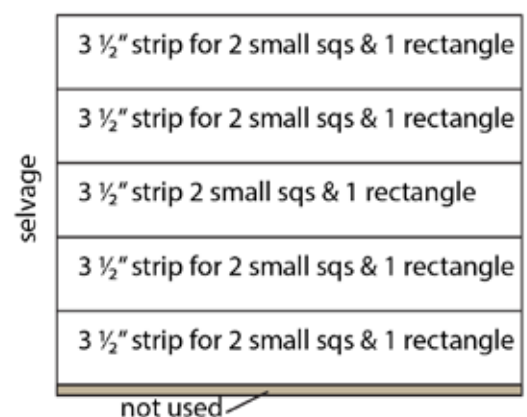 3 ½" strip for 2 small sqs & 1 rectangle
3 ½" strip for 2 small sqs & 1 rectangle
selvage
3 ½" strip 2 small sqs & 1 rectangle
3 ½" strip for 2 small sqs & 1 rectangle
3 ½" strip for 2 small sqs & 1 rectangle
not used